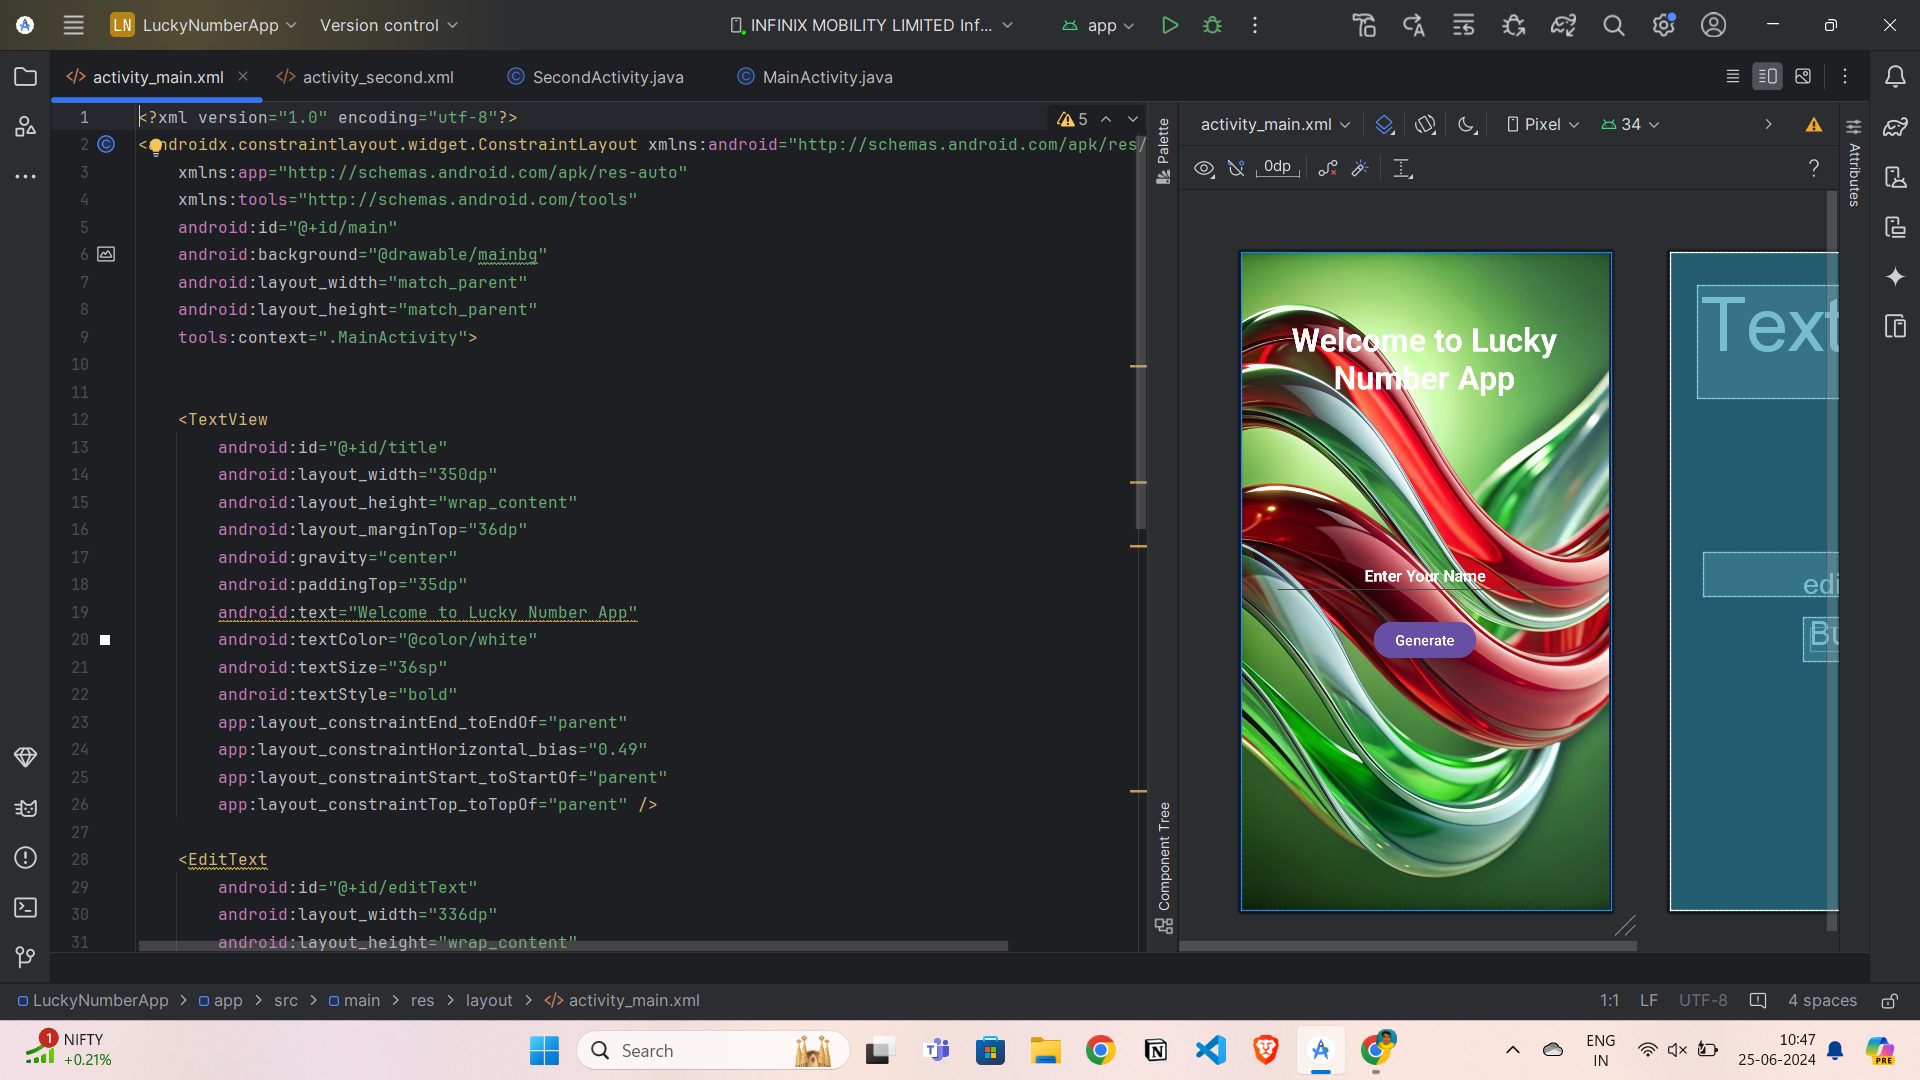 LN LuckyNumberApp Version control INFINIX MOBILITY LIMITED Inf... app
activity_main.xml activity_second.xml SecondActivity.java MainActivity.java
1 <?xml version="1.0" encoding="utf-8"?> 5
2 <androidx.constraintlayout.widget.ConstraintLayout xmlns:android="http://schemas.android.com/apk/res/
3 xmlns:app="http://schemas.android.com/apk/res-auto"
4 xmlns:tools="http://schemas.android.com/tools"
5 android:id="@+id/main"
6 android:background="@drawable/mainbg"
7 android:layout_width="match_parent"
8 android:layout_height="match_parent"
9 tools:context=".MainActivity">
10
11
12 <TextView
13 android:id="@+id/title"
14 android:layout_width="350dp"
15 android:layout_height="wrap_content"
16 android:layout_marginTop="36dp"
17 android:gravity="center"
18 android:paddingTop="35dp"
19 android:text="Welcome to Lucky Number App"
20 android:textColor="@color/white"
21 android:textSize="36sp"
22 android:textStyle="bold"
23 app:layout_constraintEnd_toEndOf="parent"
24 app:layout_constraintHorizontal_bias="0.49"
25 app:layout_constraintStart_toStartOf="parent"
26 app:layout_constraintTop_toTopOf="parent" />
27
28 <EditText
29 android:id="@+id/editText"
30 android:layout_width="336dp"
31 android:layout_height="wrap_content"
Palette
Component Tree
activity_main.xml Pixel 34
0dp ?
Attributes
Welcome to Lucky
Number App
Enter Your Name
Generate
Text
edi
Bu
LuckyNumberApp > app > src > main > res > layout > activity_main.xml 1:1 LF UTF-8 4 spaces
1 NIFTY
+0.21%
Search
ENG
IN
10:47
25-06-2024
PRE